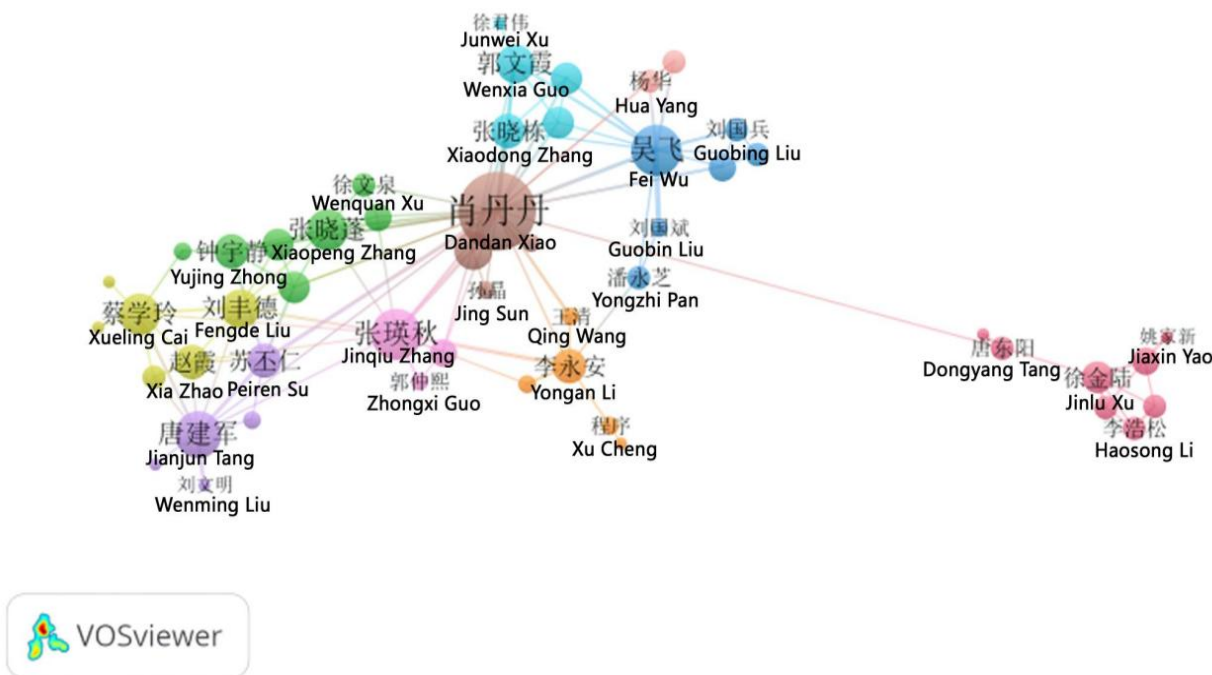 徐君伟
Junwei Xu
郭文霞
Wenxia Guo
杨华
Hua Yang
张晓栋
Xiaodong Zhang
吴飞
Fei Wu
刘国兵
Guobing Liu
徐文泉
Wenquan Xu
肖丹丹
Dandan Xiao
刘国斌
Guobin Liu
张晓蓬
Xiaopeng Zhang
钟宇静
Yujing Zhong
潘永芝
Yongzhi Pan
孙晶
Jing Sun
蔡学玲
Xueling Cai
刘丰德
Fengde Liu
张瑛秋
Jinqiu Zhang
王清
Qing Wang
唐东阳
Dongyang Tang
姚家新
Jiaxin Yao
赵霞
Xia Zhao
苏丕仁
Peiren Su
郭仲熙
Zhongxi Guo
李永安
Yongan Li
徐金陆
Jinlu Xu
唐建军
Jianjun Tang
程序
Xu Cheng
李浩松
Haosong Li
刘文明
Wenming Liu
VOSviewer